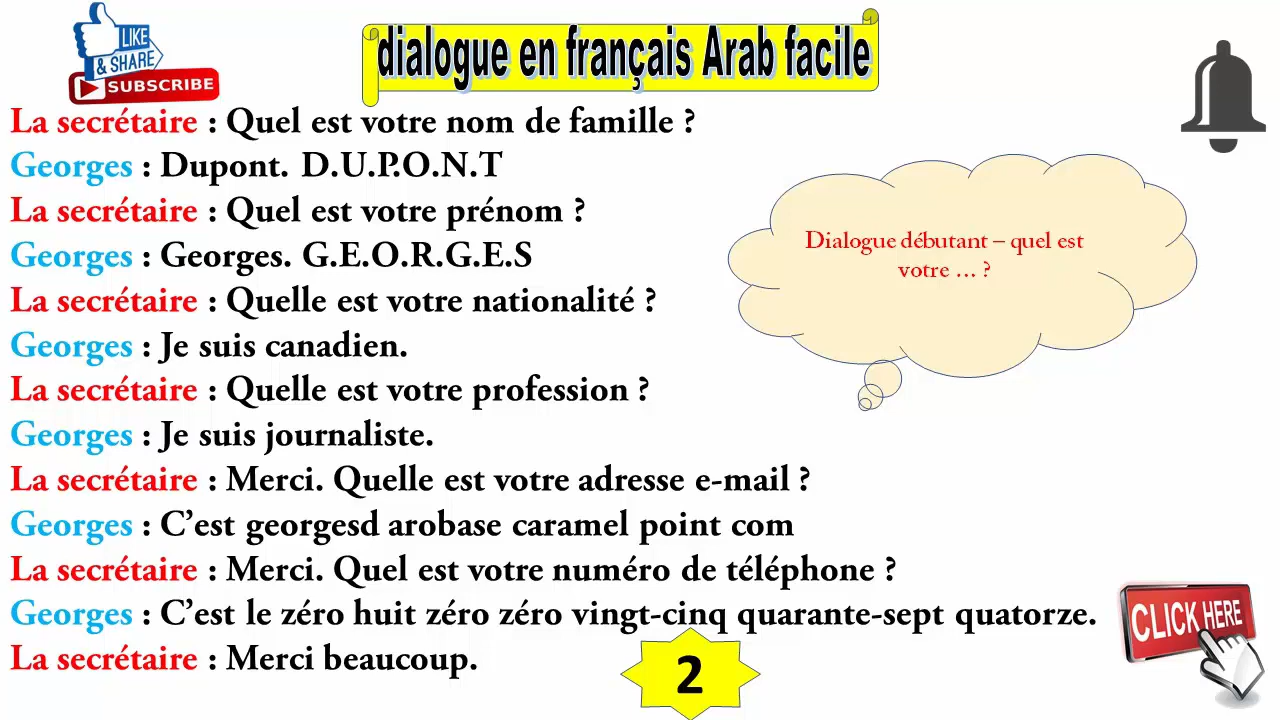 LIKE
& SHARE
SUBSCRIBE
dialogue en français Arab facile
La secrétaire : Quel est votre nom de famille ?
Georges : Dupont. D.U.P.O.N.T
La secrétaire : Quel est votre prénom ?
Georges : Georges. G.E.O.R.G.E.S
La secrétaire : Quelle est votre nationalité ?
Georges : Je suis canadien.
La secrétaire : Quelle est votre profession ?
Georges : Je suis journaliste.
La secrétaire : Merci. Quelle est votre adresse e-mail ?
Georges : C’est georgesd arobase caramel point com
La secrétaire : Merci. Quel est votre numéro de téléphone ?
Georges : C’est le zéro huit zéro zéro vingt-cinq quarante-sept quatorze.
La secrétaire : Merci beaucoup.
Dialogue débutant – quel est
votre … ?
CLICK HERE
2